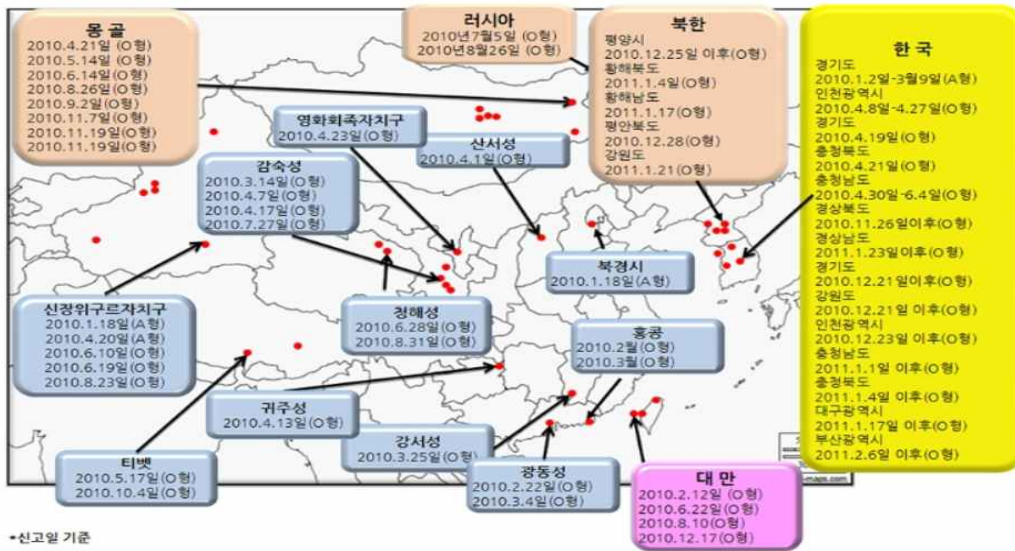 몽 골
2010.4.21일 (O형)
2010.5.14일 (O형)
2010.6.14일 (O형)
2010.8.26일 (O형)
2010.9.2일 (O형)
2010.11.7일 (O형)
2010.11.19일(O형)
2010.11.19일(O형)
러시아
2010년7월5일 (O형)
2010년8월26일 (O형)
북한
평양시
2010.12.25일 이후(O형)
황해북도
2011.1.4일(O형)
황해남도
2011.1.17일(O형)
평안북도
2010.12.28(O형)
강원도
2011.1.21(O형)
한 국
경기도
2010.1.2일-3월9일(A형)
인천광역시
2010.4.8일-4.27일(O형)
경기도
2010.4.19일(O형)
충청북도
2010.4.21일(O형)
충청남도
2010.4.30일-6.4일(O형)
경상북도
2010.11.26일이후(O형)
경상남도
2011.1.23일이후(O형)
경기도
2010.12.21일이후(O형)
강원도
2010.12.21일 이후(O형)
인천광역시
2010.12.23일 이후(O형)
충청남도
2011.1.1일 이후(O형)
충청북도
2011.1.4일 이후(O형)
대구광역시
2011.1.17일 이후(O형)
부산광역시
2011.2.6일 이후(O형)
영화회족자치구
2010.4.23일(O형)
산서성
2010.4.1일(O형)
감숙성
2010.3.14일(O형)
2010.4.7일(O형)
2010.4.17일(O형)
2010.7.27일(O형)
북경시
2010.1.18일(A형)
신장위구르자치구
2010.1.18일(A형)
2010.4.20일(A형)
2010.6.10일(O형)
2010.6.19일(O형)
2010.8.23일(O형)
청해성
2010.6.28일(O형)
2010.8.31일(O형)
홍콩
2010.2월(O형)
2010.3월(O형)
귀주성
2010.4.13일(O형)
강서성
2010.3.25일(O형)
티벳
2010.5.17일(O형)
2010.10.4일(O형)
광동성
2010.2.22일(O형)
2010.3.4일(O형)
대 만
2010.2.12일 (O형)
2010.6.22일(O형)
2010.8.10(O형)
2010.12.17(O형)
-maps.com
*신고일 기준